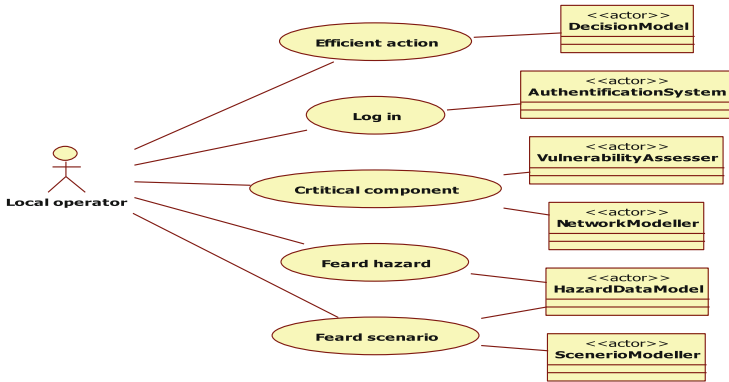 Local operator
Efficient action
Log in
Crtitical component
Feard hazard
Feard scenario
<<actor>>
DecisionModel
<<actor>>
AuthentificationSystem
<<actor>>
VulnerabilityAssesser
<<actor>>
NetworkModeller
<<actor>>
HazardDataModel
<<actor>>
ScenerioModeller